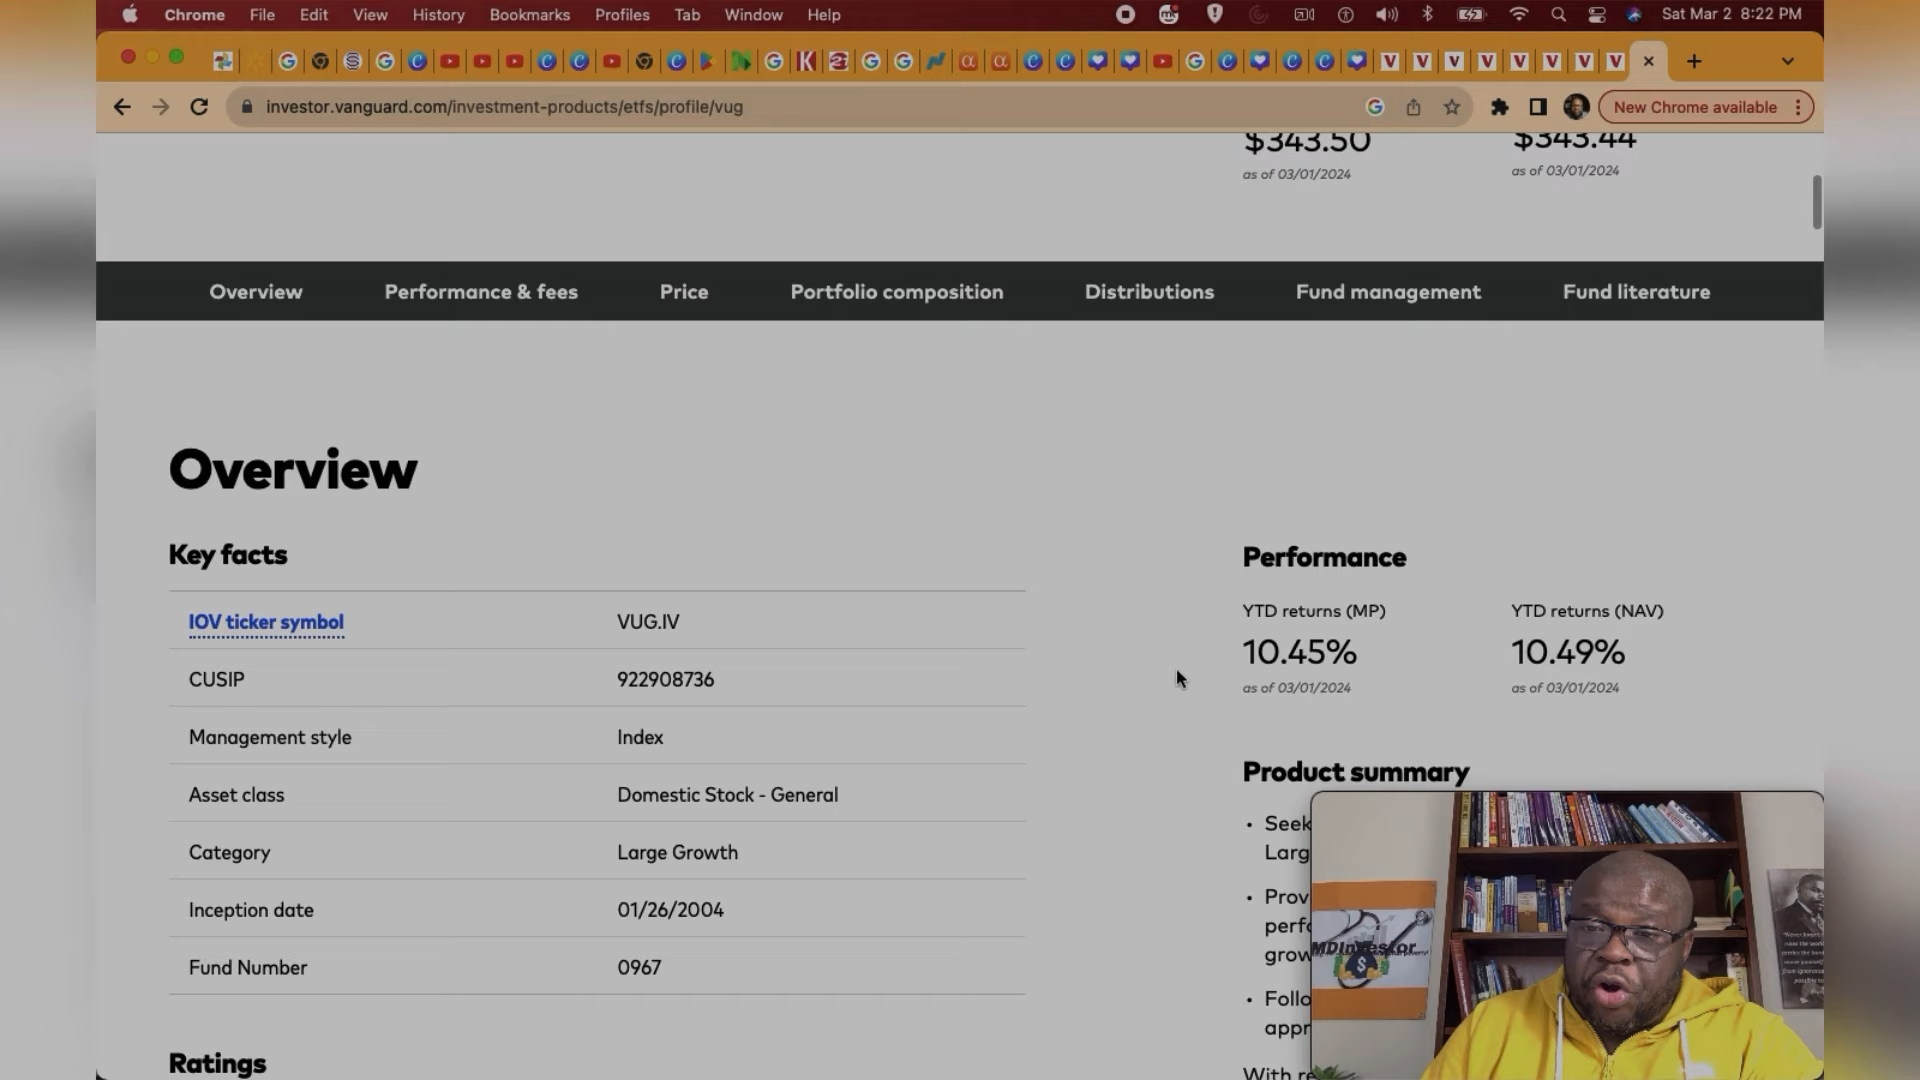 Chrome File Edit View History Bookmarks Profiles Tab Window Help Sat Mar 2 8:22 PM
investor.vanguard.com/investment-products/etfs/profile/vug New Chrome available
$343.50 $343.44
as of 03/01/2024 as of 03/01/2024
Overview Performance & fees Price Portfolio composition Distributions Fund management Fund literature
Overview
Key facts
IOV ticker symbol VUG.IV
CUSIP 922908736
Management style Index
Asset class Domestic Stock - General
Category Large Growth
Inception date 01/26/2004
Fund Number 0967
Ratings
Performance
YTD returns (MP) YTD returns (NAV)
10.45% 10.49%
as of 03/01/2024 as of 03/01/2024
Product summary
• Seek
Larg
• Prov
perfo
grow
• Follo
appr
With re
MDInvestor